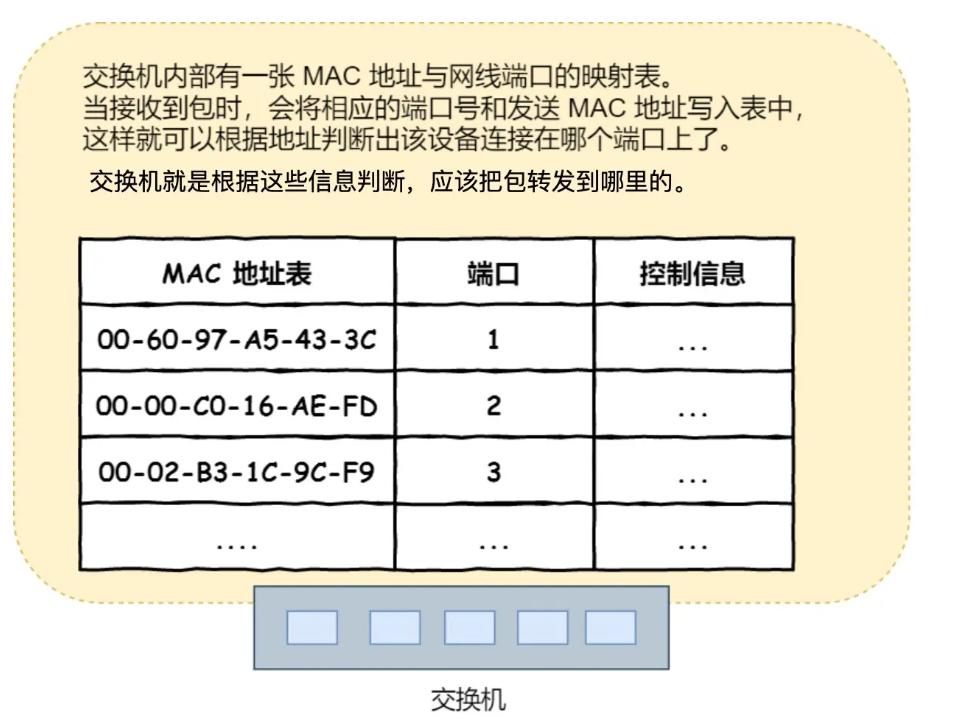 交换机内部有一张 MAC 地址与网线端口的映射表。
当接收到包时，会将相应的端口号和发送 MAC 地址写入表中，
这样就可以根据地址判断出该设备连接在哪个端口上了。
交换机就是根据这些信息判断，应该把包转发到哪里的。
MAC 地址表 端口 控制信息
00-60-97-A5-43-3C 1 ...
00-00-C0-16-AE-FD 2 ...
00-02-B3-1C-9C-F9 3 ...
.... ... ...
交换机